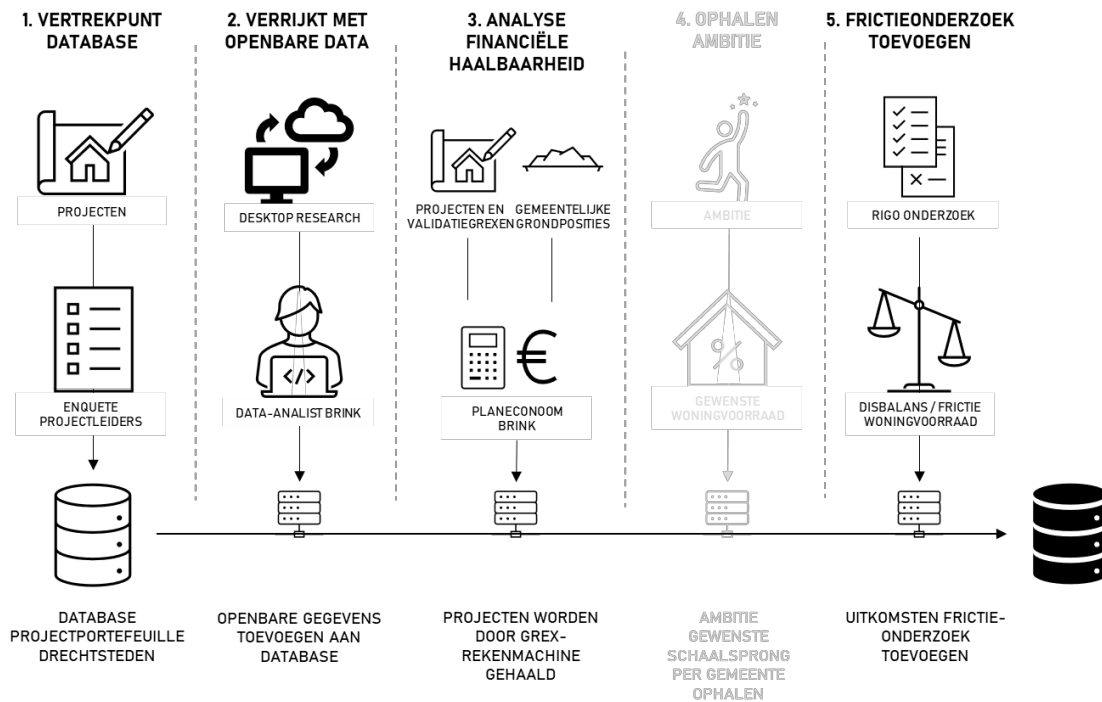 1. VERTREKPUNT
DATABASE
PROJECTEN
ENQUETE
PROJECTLEIDERS
DATABASE
PROJECTPORTEFEUILLE
DRECHTSTEDEN
2. VERRIJKT MET
OPENBARE DATA
DESKTOP RESEARCH
</>
DATA-ANALIST BRINK
OPENBARE GEGEVENS
TOEVOEGEN AAN
DATABASE
3. ANALYSE
FINANCIËLE
HAALBAARHEID
PROJECTEN EN
VALIDATIEGREXEN
GEMEENTELIJKE
GRONDPOSITIES
€
PLANECONOOM
BRINK
PROJECTEN WORDEN
DOOR GREX-
REKENMACHINE
GEHAALD
4. OPHALEN
AMBITIE
AMBITIE
%
GEWENSTE
WONINGVOORRAAD
AMBITIE
GEWENSTE
SCHAALSPRONG
PER GEMEENTE
OPHALEN
5. FRICTIEONDERZOEK
TOEVOEGEN
RIGO ONDERZOEK
DISBALANS / FRICTIE
WONINGVOORRAAD
UITKOMSTEN FRICTIE-
ONDERZOEK
TOEVOEGEN